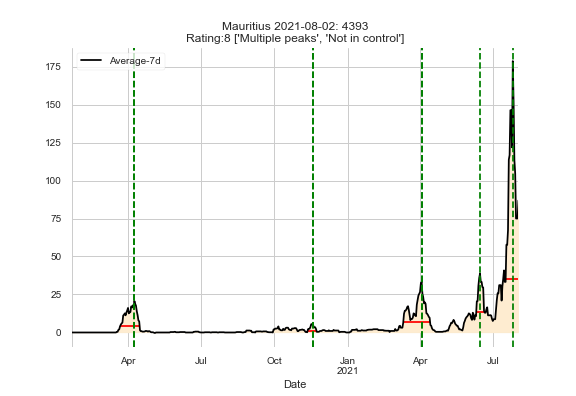 Mauritius 2021-08-02: 4393
Rating:8 ['Multiple peaks', 'Not in control']
Average-7d
175
150
125
100
75
50
25
0
Apr
Jul
Oct
Jan
2021
Apr
Jul
Date